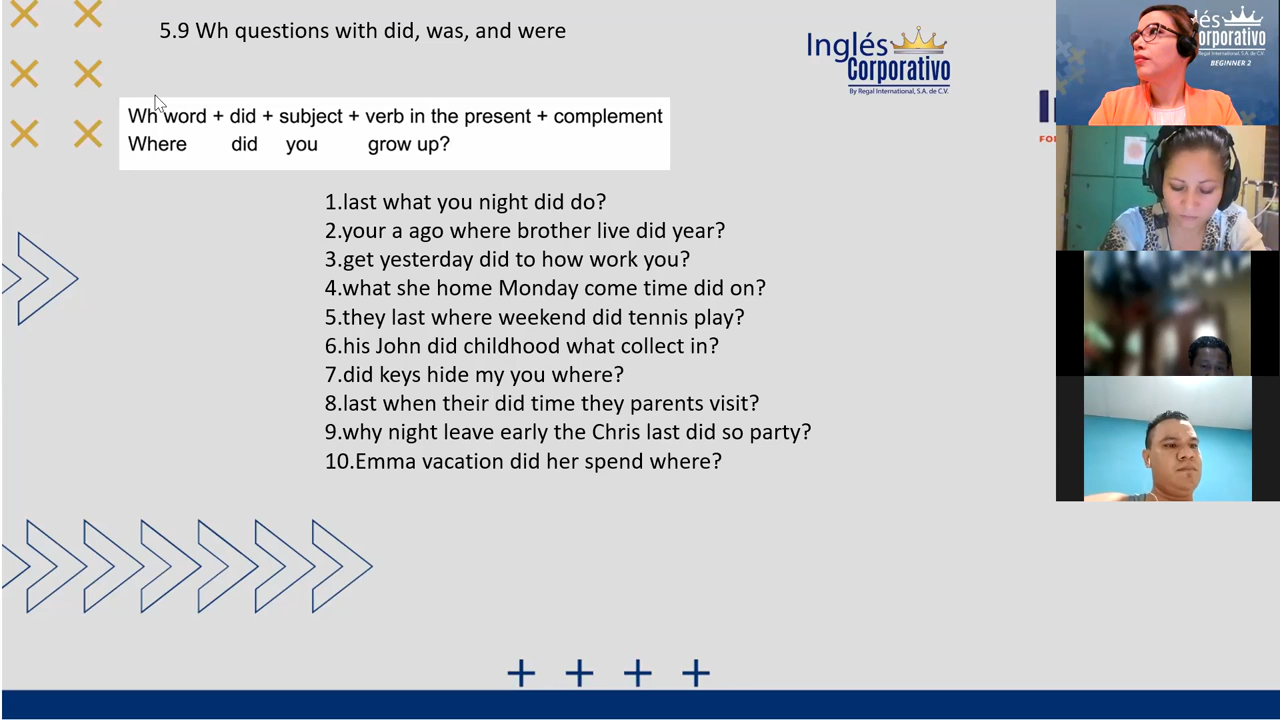 5.9 Wh questions with did, was, and were
Inglés
Corporativo
By Regal International, S.A. de C.V.
Wh word + did + subject + verb in the present + complement
Where did you grow up?
1.last what you night did do?
2.your a ago where brother live did year?
3.get yesterday did to how work you?
4.what she home Monday come time did on?
5.they last where weekend did tennis play?
6.his John did childhood what collect in?
7.did keys hide my you where?
8.last when their did time they parents visit?
9.why night leave early the Chris last did so party?
10.Emma vacation did her spend where?
BEGINNER 2